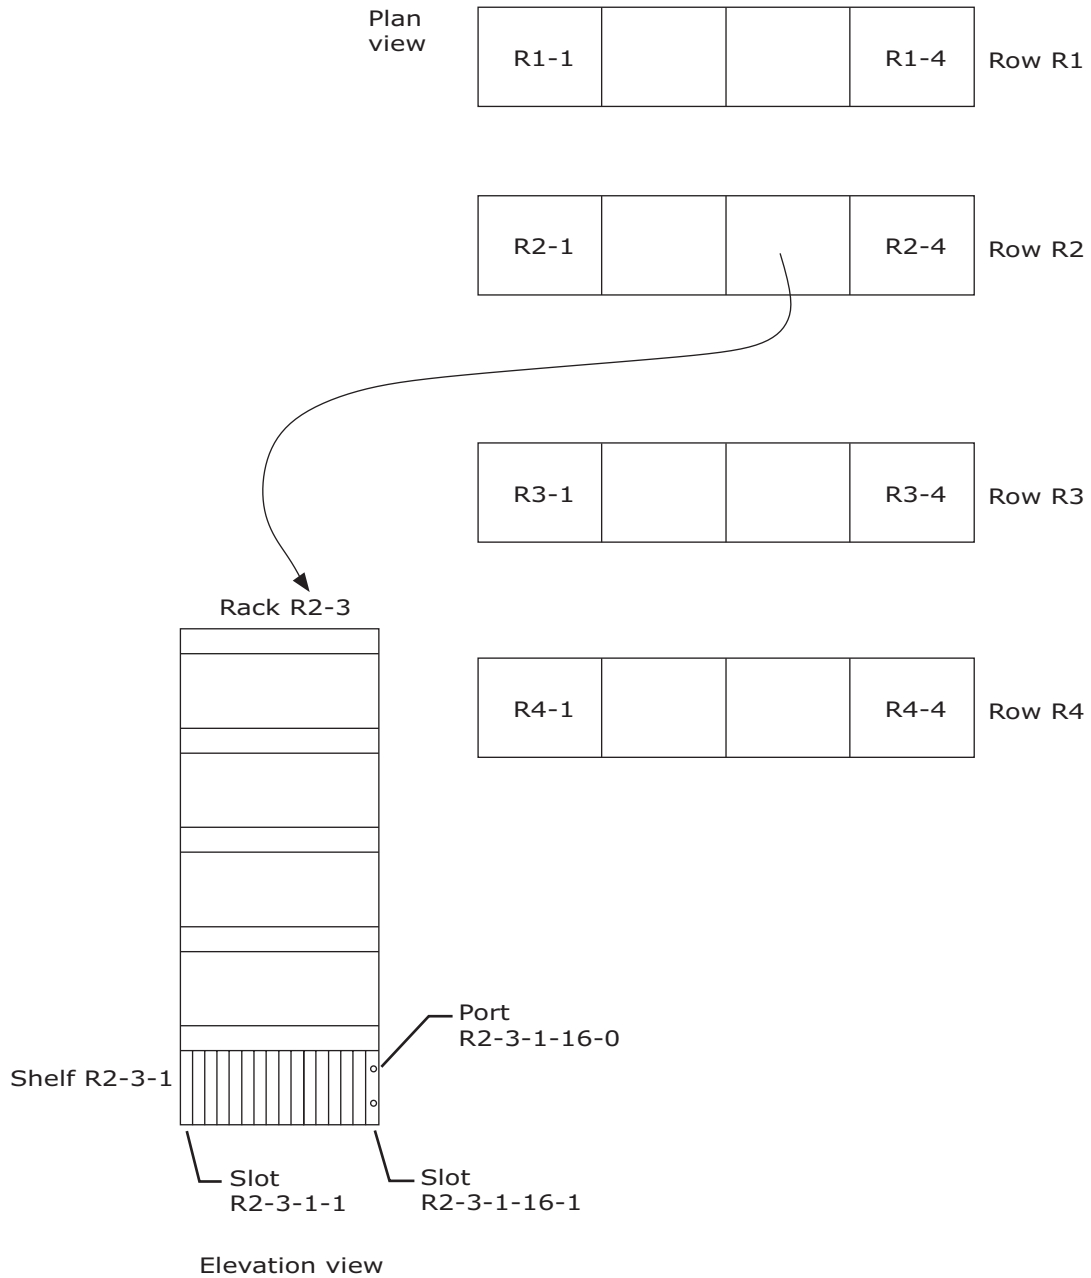 Plan
view
R1-1
R1-4
Row R1
R2-1
R2-4
Row R2
R3-1
R3-4
Row R3
Rack R2-3
R4-1
R4-4
Row R4
Port
R2-3-1-16-0
Shelf R2-3-1
Slot
R2-3-1-1
Slot
R2-3-1-16-1
Elevation view